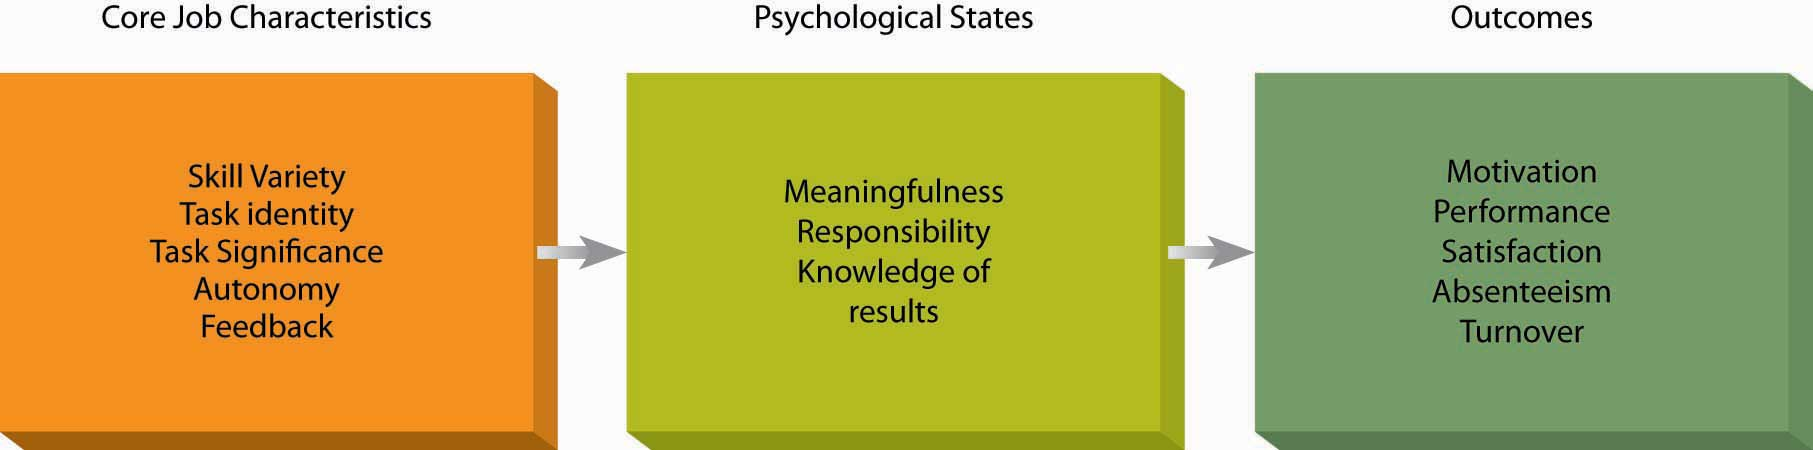 Core Job Characteristics
Psychological States
Outcomes
Skill Variety
Task identity
Task Significance
Autonomy
Feedback
Meaningfulness
Responsibility
Knowledge of
results
Motivation
Performance
Satisfaction
Absenteeism
Turnover